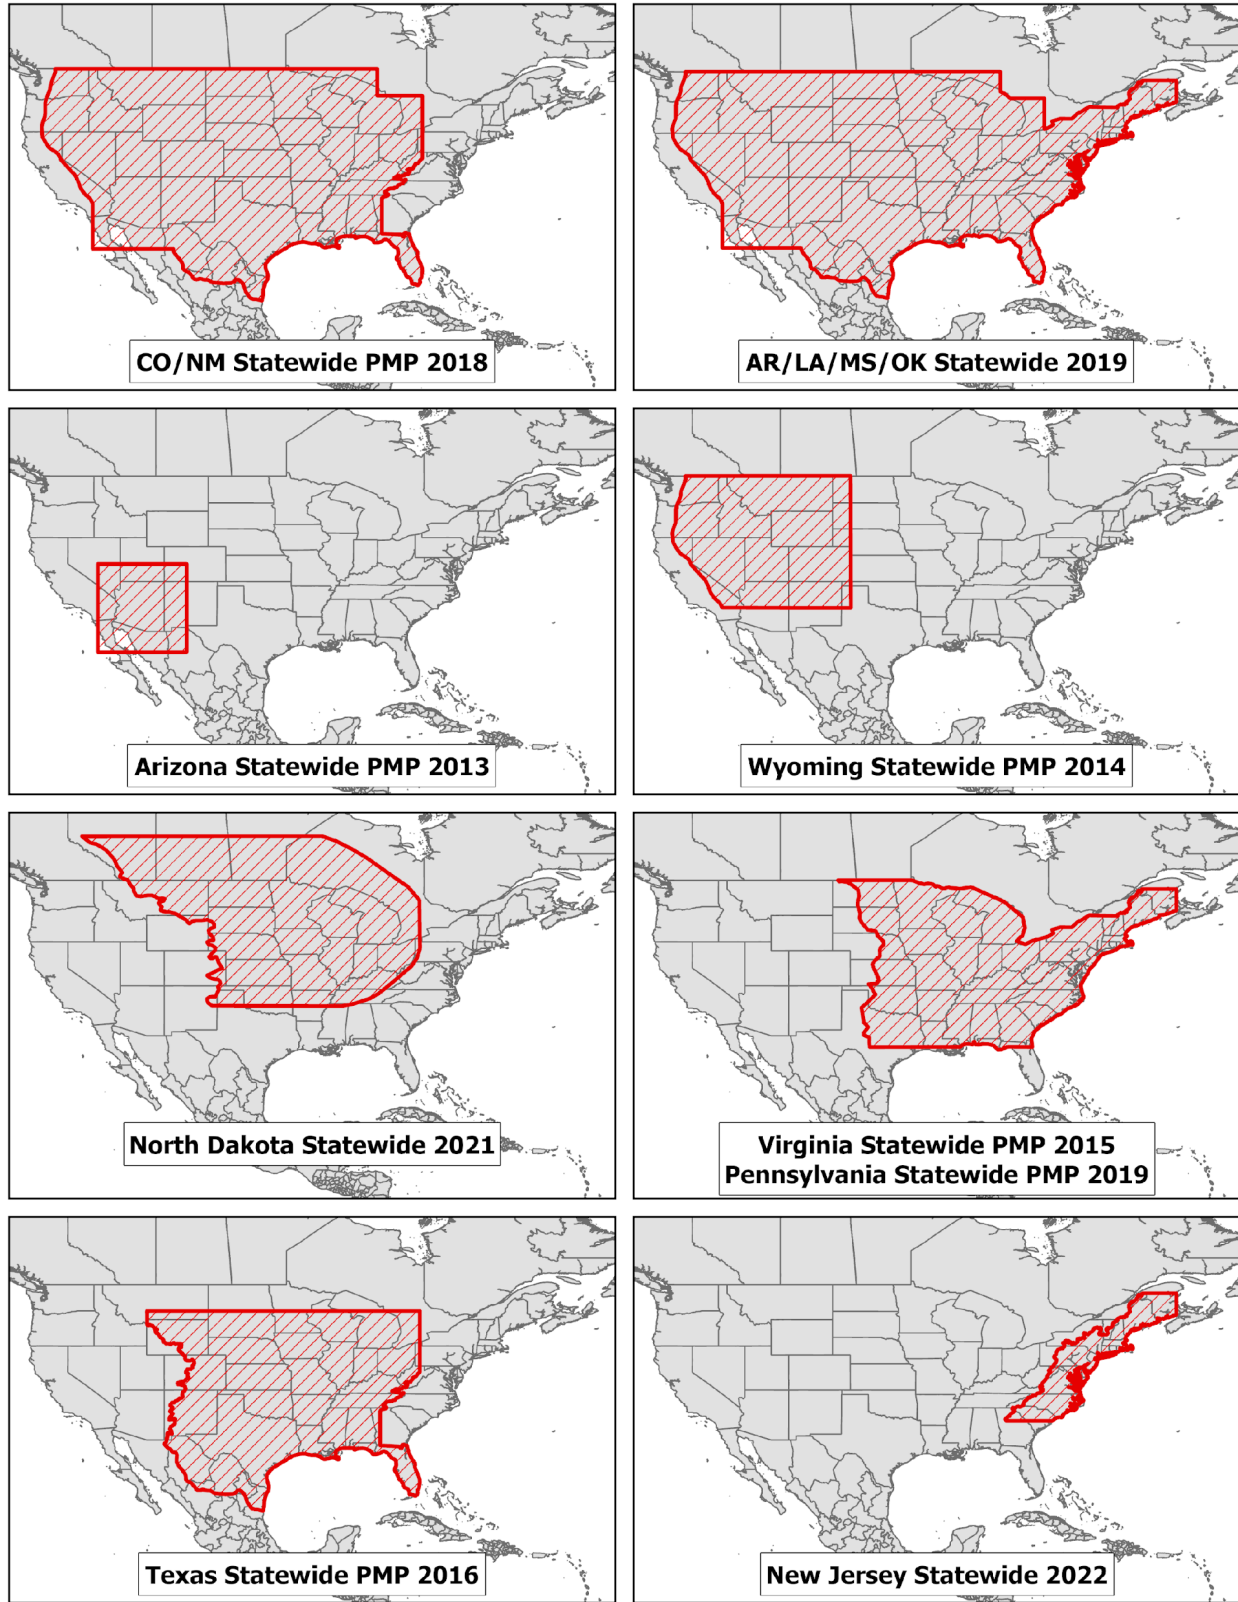 CO/NM Statewide PMP 2018
AR/LA/MS/OK Statewide 2019
Arizona Statewide PMP 2013
Wyoming Statewide PMP 2014
North Dakota Statewide 2021
Virginia Statewide PMP 2015
Pennsylvania Statewide PMP 2019
Texas Statewide PMP 2016
New Jersey Statewide 2022